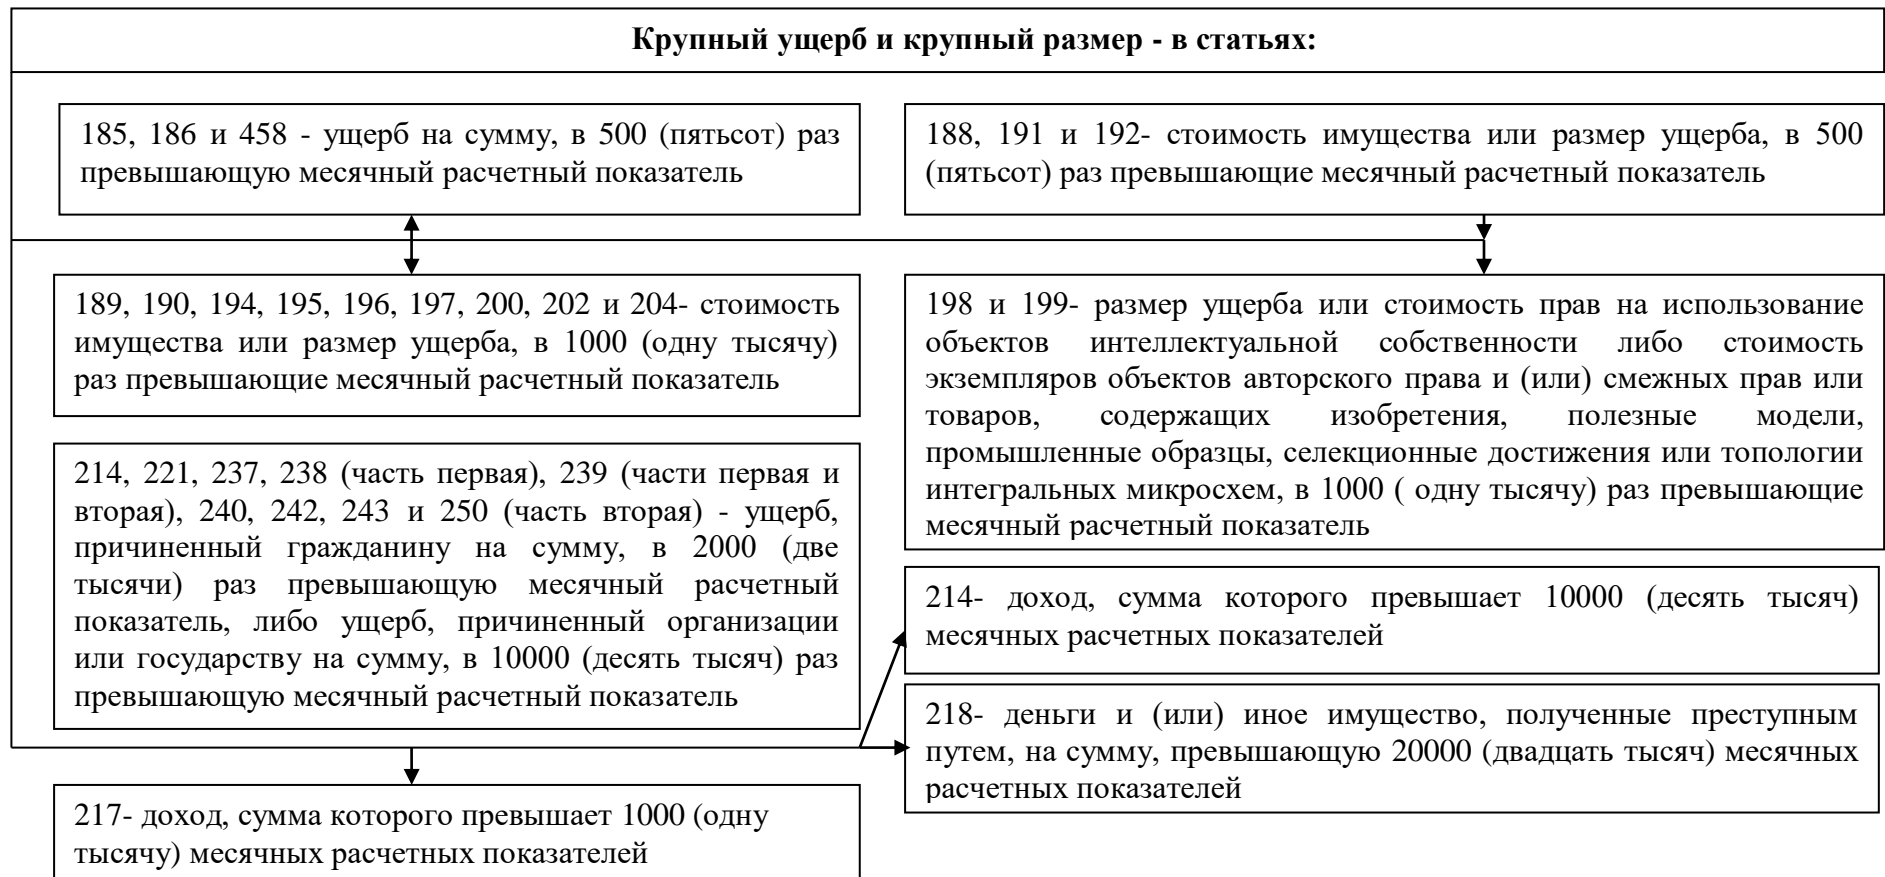 Крупный ущерб и крупный размер - в статьях:
185, 186 и 458 - ущерб на сумму, в 500 (пятьсот) раз
превышающую месячный расчетный показатель
188, 191 и 192- стоимость имущества или размер ущерба, в 500
(пятьсот) раз превышающие месячный расчетный показатель
189, 190, 194, 195, 196, 197, 200, 202 и 204- стоимость
имущества или размер ущерба, в 1000 (одну тысячу)
раз превышающие месячный расчетный показатель
198 и 199- размер ущерба или стоимость прав на использование
объектов интеллектуальной собственности либо стоимость
экземпляров объектов авторского права и (или) смежных прав или
товаров, содержащих изобретения, полезные модели,
промышленные образцы, селекционные достижения или топологии
интегральных микросхем, в 1000 ( одну тысячу) раз превышающие
месячный расчетный показатель
214, 221, 237, 238 (часть первая), 239 (части первая и
вторая), 240, 242, 243 и 250 (часть вторая) - ущерб,
причиненный гражданину на сумму, в 2000 (две
тысячи) раз превышающую месячный расчетный
показатель, либо ущерб, причиненный организации
или государству на сумму, в 10000 (десять тысяч) раз
превышающую месячный расчетный показатель
214- доход, сумма которого превышает 10000 (десять тысяч)
месячных расчетных показателей
218- деньги и (или) иное имущество, полученные преступным
путем, на сумму, превышающую 20000 (двадцать тысяч) месячных
расчетных показателей
217- доход, сумма которого превышает 1000 (одну
тысячу) месячных расчетных показателей